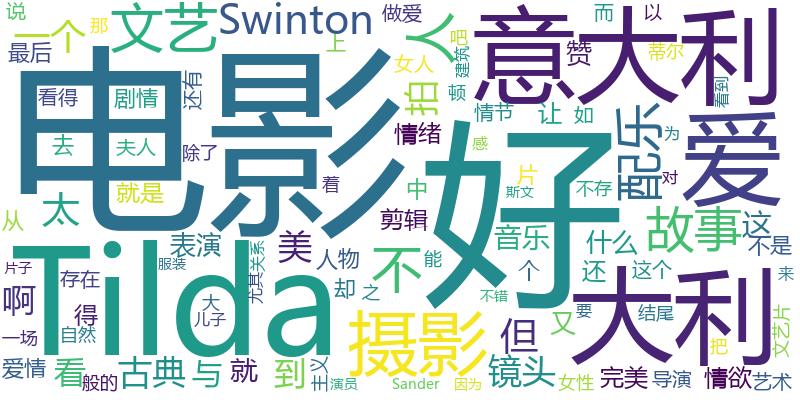 说 那 一个 文艺 Swinton 做爱 人 而 以
最后 上 女人 吧 建筑 意大利 赞 蒂尔
电影 还有 拍 顿 看到
看得 剧情 情绪 情节 让 如 配乐 爱
去 夫人 除了 中 感 片 为 对
就是 着 好 斯文 不存
从 太 剪辑 音乐 什么 故事 这
Tilda 表演 美 人物 不 能 个 还 这个 不是
片子 存在 服装 尤其 关系 却 之 大利 来
啊 得 大 儿子 摄影 不错 但 又 要 结尾
一场 自然 把 文艺片
爱情 看 般的 古典 与 就 到 主义 演员 Sander 因为 镜头 女性 完美 导演 情欲 艺术